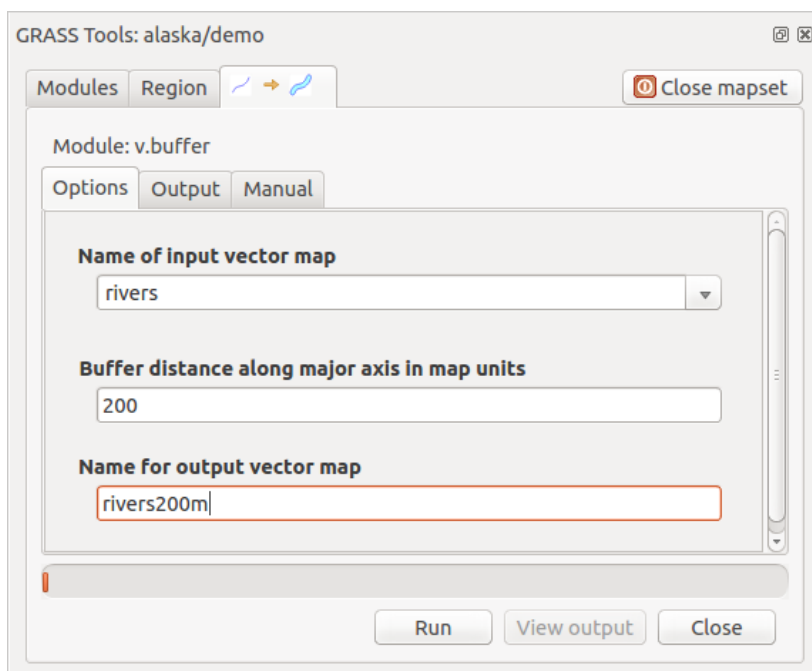 GRASS Tools: alaska/demo
Modules Region Close mapset
Module: v.buffer
Options Output Manual
Name of input vector map
rivers
Buffer distance along major axis in map units
200
Name for output vector map
rivers200m
Run View output Close